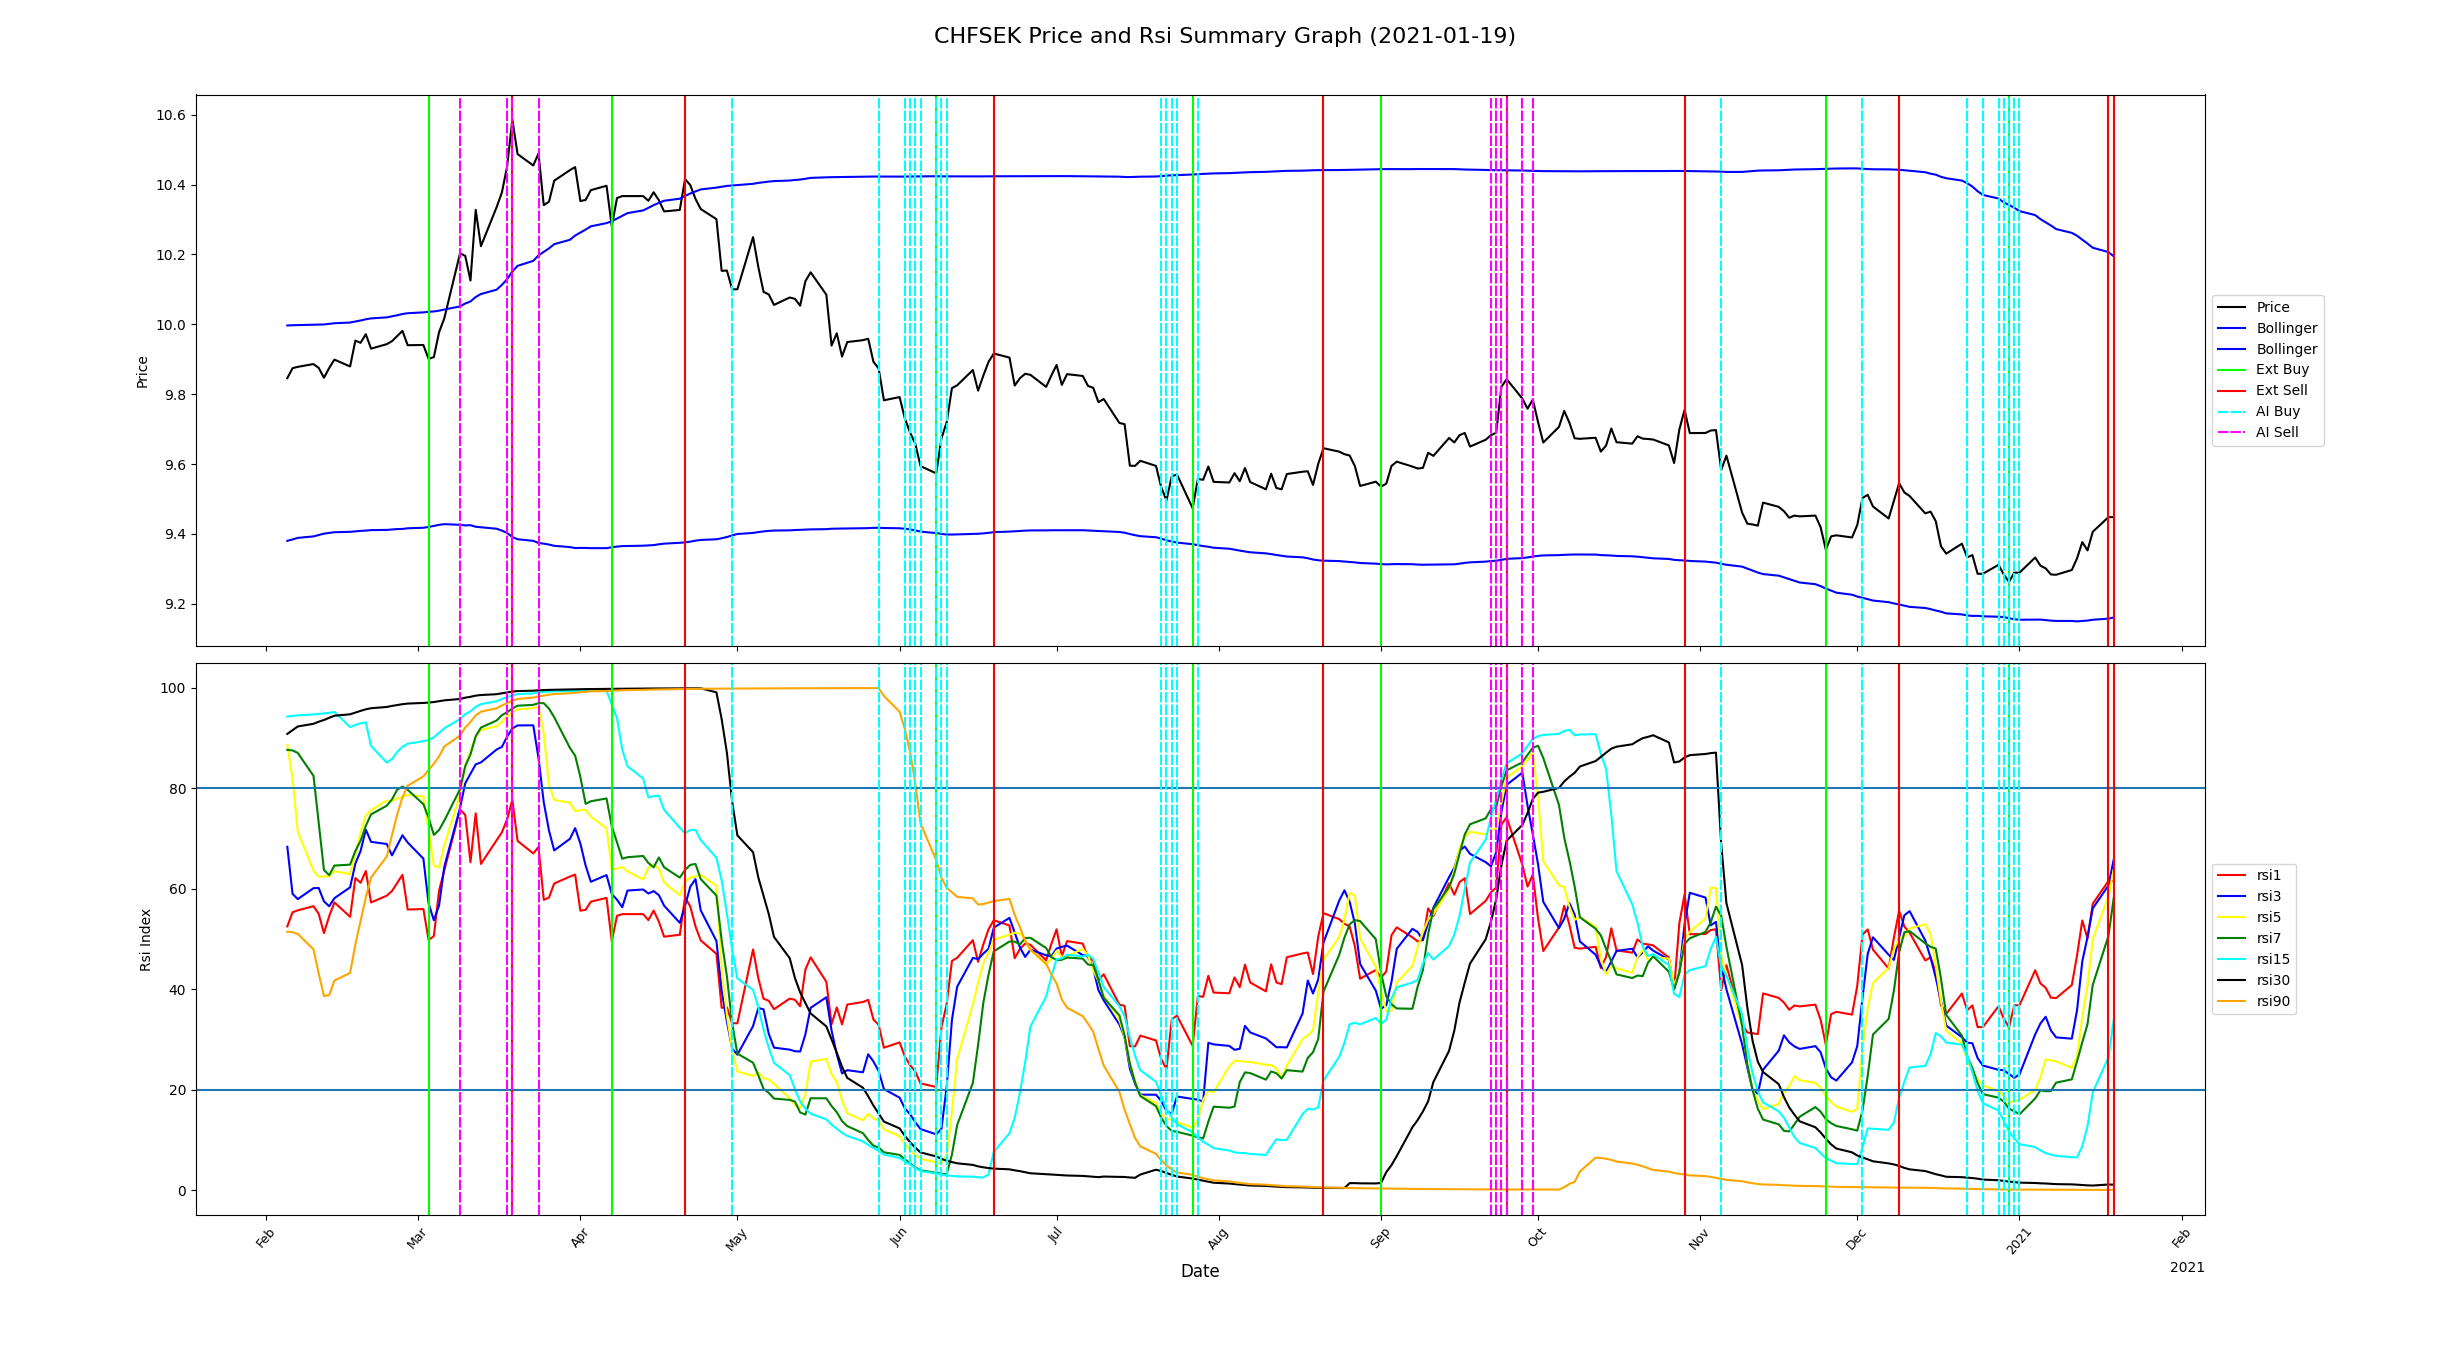 CHFSEK Price and Rsi Summary Graph (2021-01-19)
10.6
10.4
10.2
10.0
9.8
9.6
9.4
9.2
Price
Price
Bollinger
Bollinger
Ext Buy
Ext Sell
AI Buy
AI Sell
100
80
60
40
20
0
Rsi Index
rsi1
rsi3
rsi5
rsi7
rsi15
rsi30
rsi90
Feb
Mar
Apr
May
Jun
Jul
Aug
Sep
Oct
Nov
Dec
2021
Feb
Date
2021